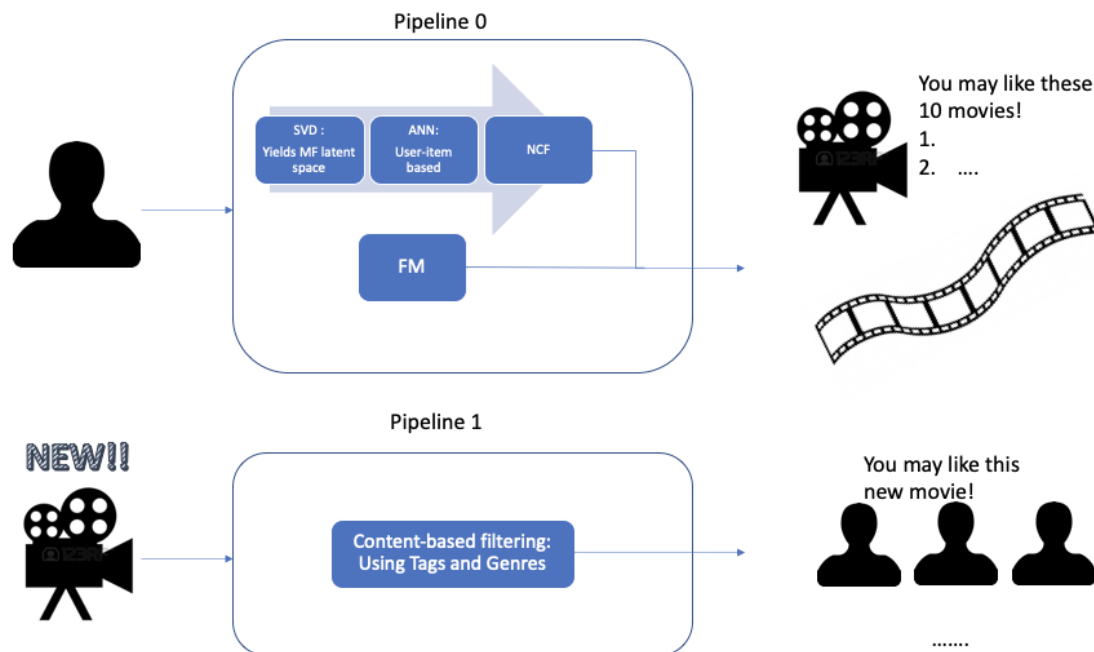 Pipeline 0
SVD :
Yields MF latent
space
ANN:
User-item
based
NCF
FM
You may like these
10 movies!
1.
2. ....
Pipeline 1
NEW!!
Content-based filtering:
Using Tags and Genres
You may like this
new movie!
.......